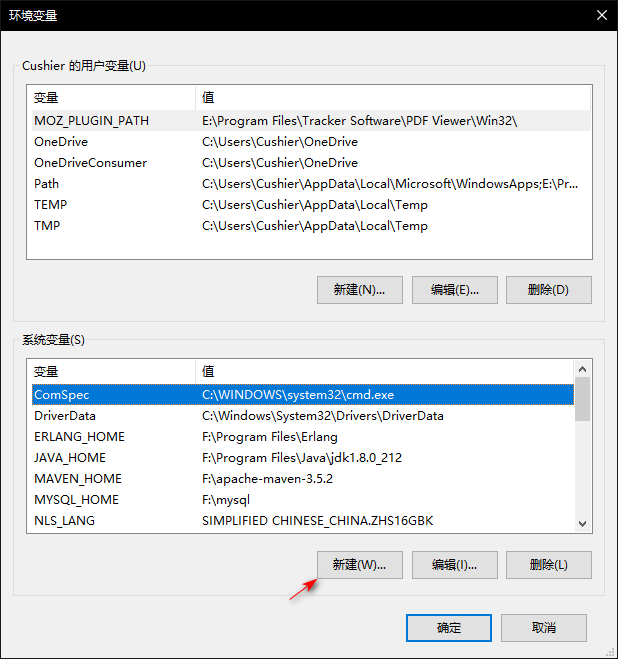 环境变量
Cushier 的用户变量(U)
变量 值
MOZ_PLUGIN_PATH E:\Program Files\Tracker Software\PDF Viewer\Win32\
OneDrive C:\Users\Cushier\OneDrive
OneDriveConsumer C:\Users\Cushier\OneDrive
Path C:\Users\Cushier\AppData\Local\Microsoft\WindowsApps;E:\Pr...
TEMP C:\Users\Cushier\AppData\Local\Temp
TMP C:\Users\Cushier\AppData\Local\Temp
新建(N)... 编辑(E)... 删除(D)
系统变量(S)
变量 值
ComSpec C:\WINDOWS\system32\cmd.exe
DriverData C:\Windows\System32\Drivers\DriverData
ERLANG_HOME F:\Program Files\Erlang
JAVA_HOME F:\Program Files\Java\jdk1.8.0_212
MAVEN_HOME F:\apache-maven-3.5.2
MYSQL_HOME F:\mysql
NLS_LANG SIMPLIFIED CHINESE_CHINA.ZHS16GBK
新建(W)... 编辑(I)... 删除(L)
确定 取消